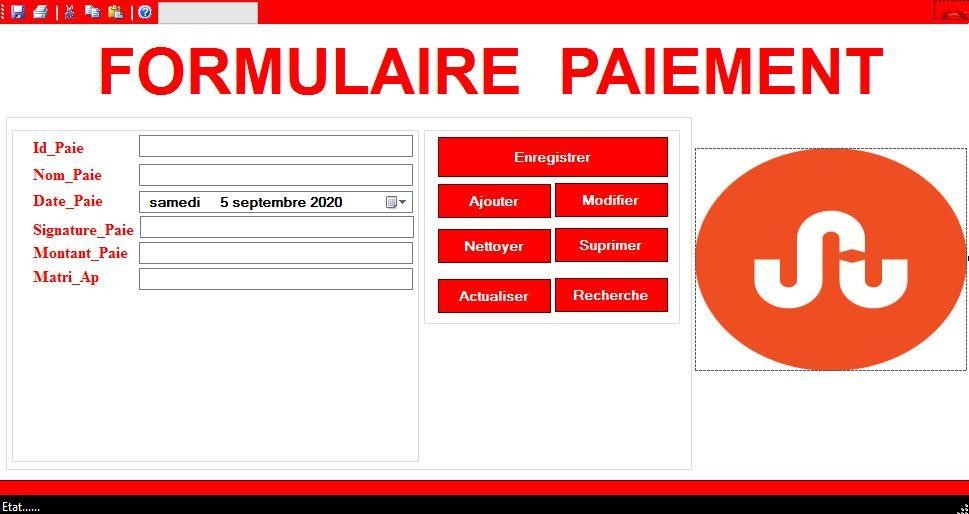 FORMULAIRE PAIEMENT
Id_Paie
Nom_Paie
Date_Paie samedi 5 septembre 2020
Signature_Paie
Montant_Paie
Matri_Ap
Enregistrer
Ajouter Modifier
Nettoyer Suprimer
Actualiser Recherche
Etat......